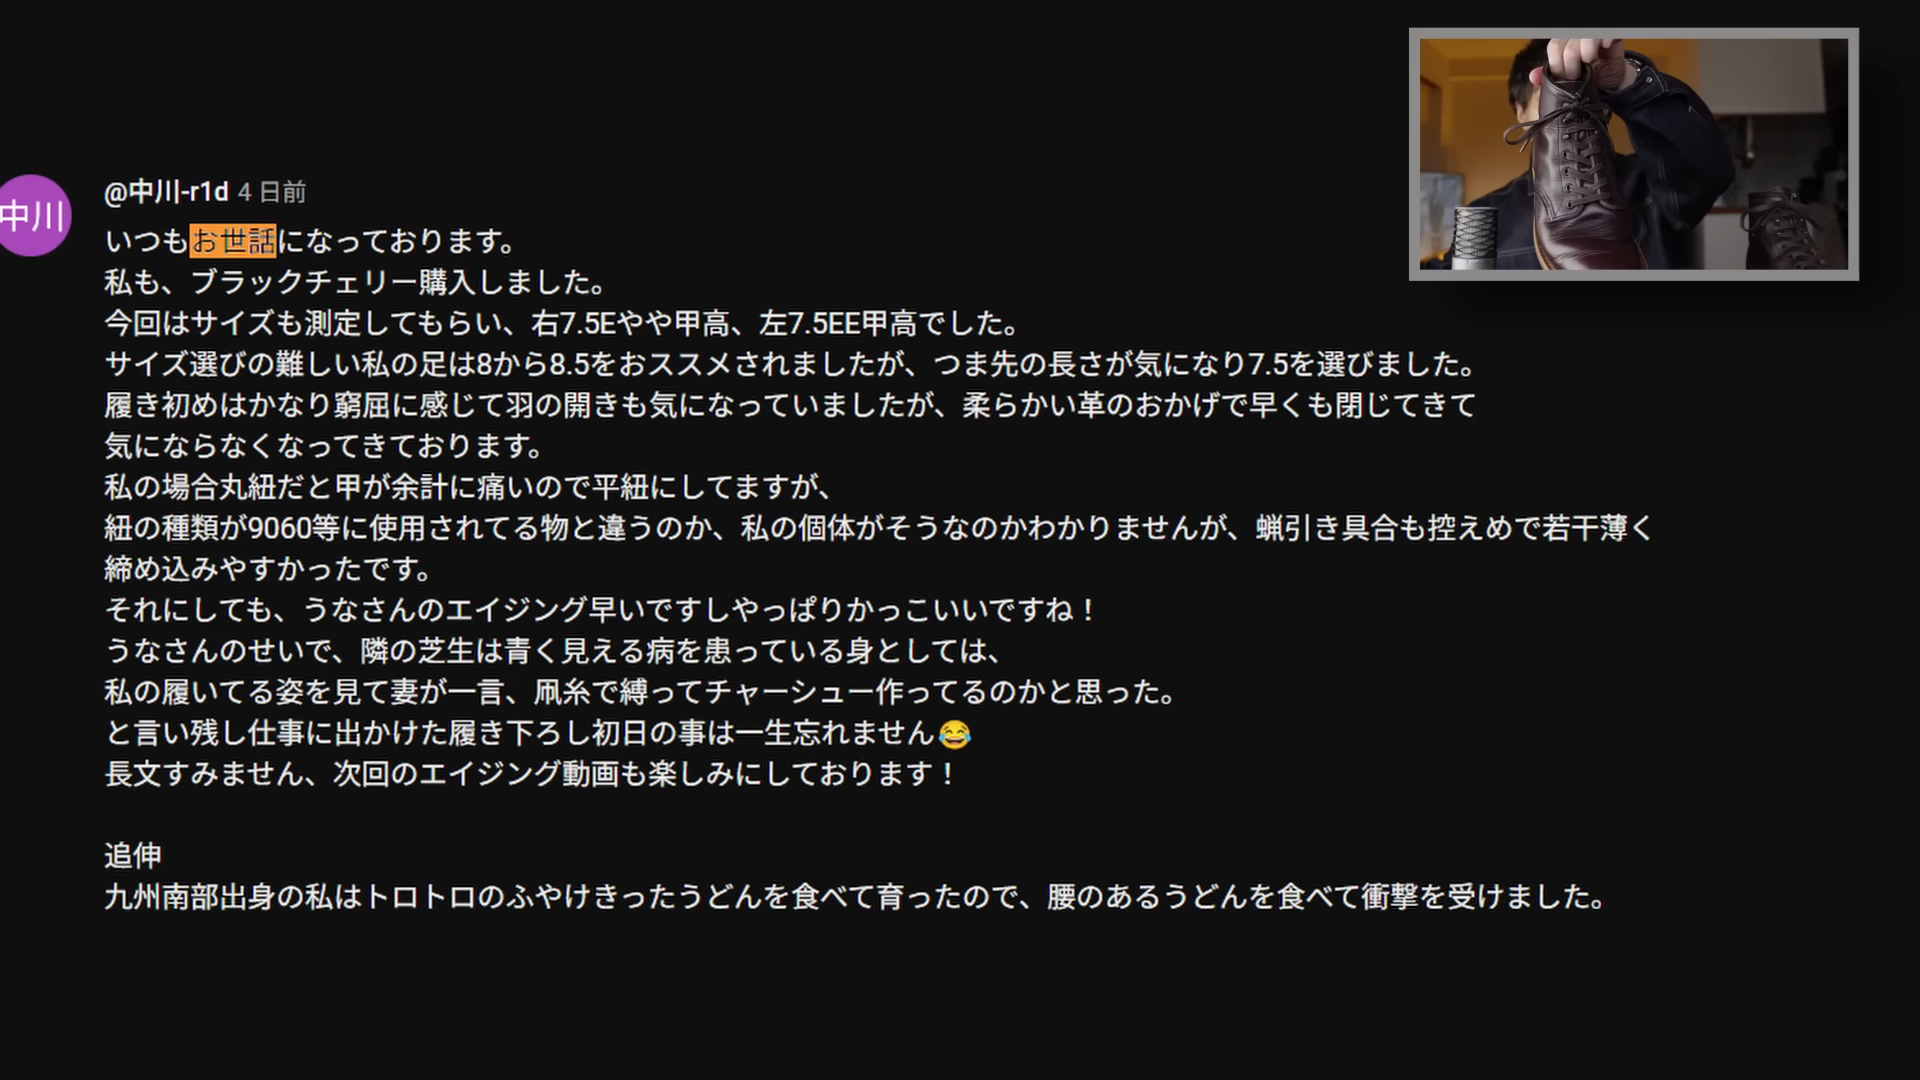 中川
@中川-r1d 4 日前
いつもお世話になっております。
私も、ブラックチェリー購入しました。
今回はサイズも測定してもらい、右7.5Eやや甲高、左7.5EE甲高でした。
サイズ選びの難しい私の足は8から8.5をおススメされましたが、つま先の長さが気になり7.5を選びました。
履き初めはかなり窮屈に感じて羽の開きも気になっていましたが、柔らかい革のおかげで早くも閉じてきて
気にならなくなってきております。
私の場合丸紐だと甲が余計に痛いので平紐にしてますが、
紐の種類が9060等に使用されてる物と違うのか、私の個体がそうなのかわかりませんが、蝋引き具合も控えめで若干薄く
締め込みやすかったです。
それにしても、うなさんのエイジング早いですしやっぱりかっこいいですね！
うなさんのせいで、隣の芝生は青く見える病を患っている身としては、
私の履いてる姿を見て妻が一言、凧糸で縛ってチャーシュー作ってるのかと思った。
と言い残し仕事に出かけた履き下ろし初日の事は一生忘れません😂
長文すみません、次回のエイジング動画も楽しみにしております！
追伸
九州南部出身の私はトロトロのふやけきったうどんを食べて育ったので、腰のあるうどんを食べて衝撃を受けました。